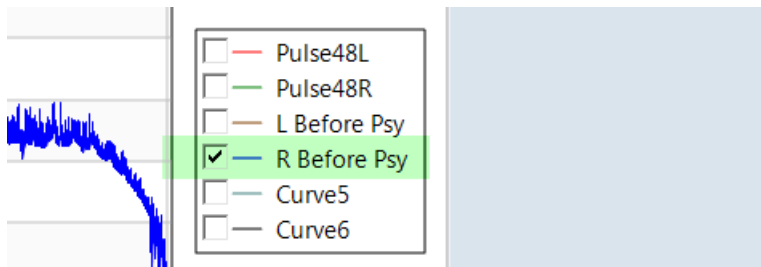 Pulse48L
Pulse48R
L Before Psy
R Before Psy
Curve5
Curve6